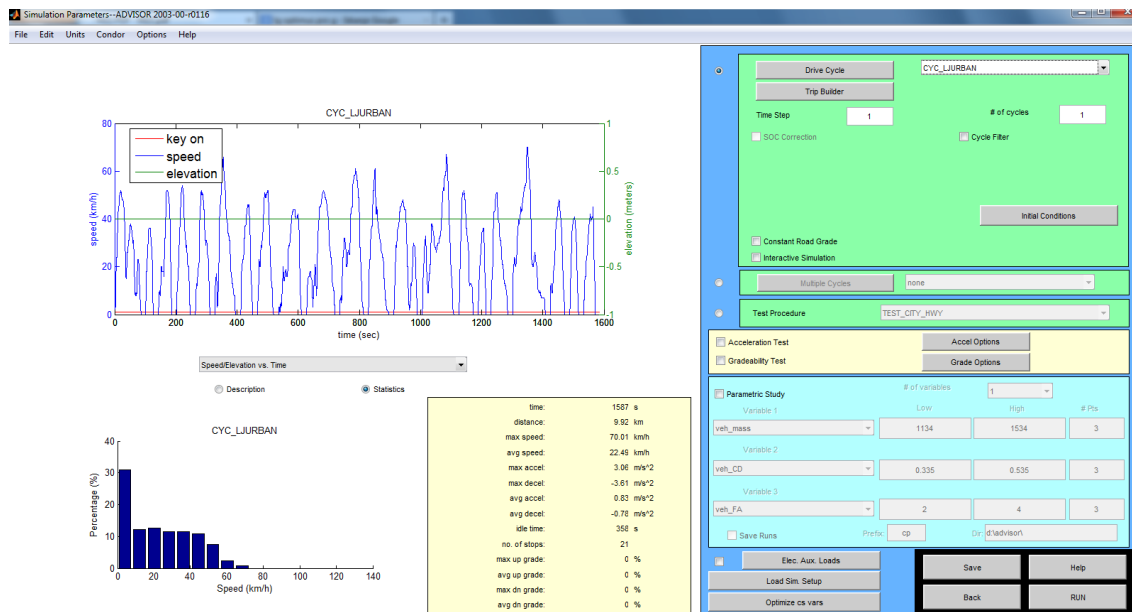 Simulation Parameters--ADVISOR 2003-00-r0116
File Edit Units Condor Options Help
CYC_LJURBAN
key on
speed
elevation
80
60
40
20
0
1
0.5
0
-0.5
-1
0 200 400 600 800 1000 1200 1400 1600
speed (km/h)
elevation (meters)
time (sec)
Speed/Elevation vs. Time
Description Statistics
CYC_LJURBAN
40
30
20
10
0
0 20 40 60 80 100 120 140
Percentage (%)
Speed (km/h)
time: 1587 s
distance: 9.92 km
max speed: 70.01 km/h
avg speed: 22.49 km/h
max accel: 3.06 m/s^2
max decel: -3.61 m/s^2
avg accel: 0.83 m/s^2
avg decel: -0.78 m/s^2
idle time: 358 s
no. of stops: 21
max up grade: 0 %
avg up grade: 0 %
max dn grade: 0 %
avg dn grade: 0 %
Drive Cycle CYC_LJURBAN
Trip Builder
Time Step 1 # of cycles 1
SOC Correction Cycle Filter
Initial Conditions
Constant Road Grade
Interactive Simulation
Multiple Cycles none
Test Procedure TEST_CITY_HWY
Acceleration Test Accel Options
Gradeability Test Grade Options
Parametric Study # of variables 1
Variable 1 Low High # Pts
veh_mass 1134 1534 3
Variable 2
veh_CD 0.335 0.535 3
Variable 3
veh_FA 2 4 3
Save Runs Prefix: cp Dir: d:\advisor\
Elec. Aux. Loads
Load Sim. Setup
Optimize cs vars
Save Help
Back RUN